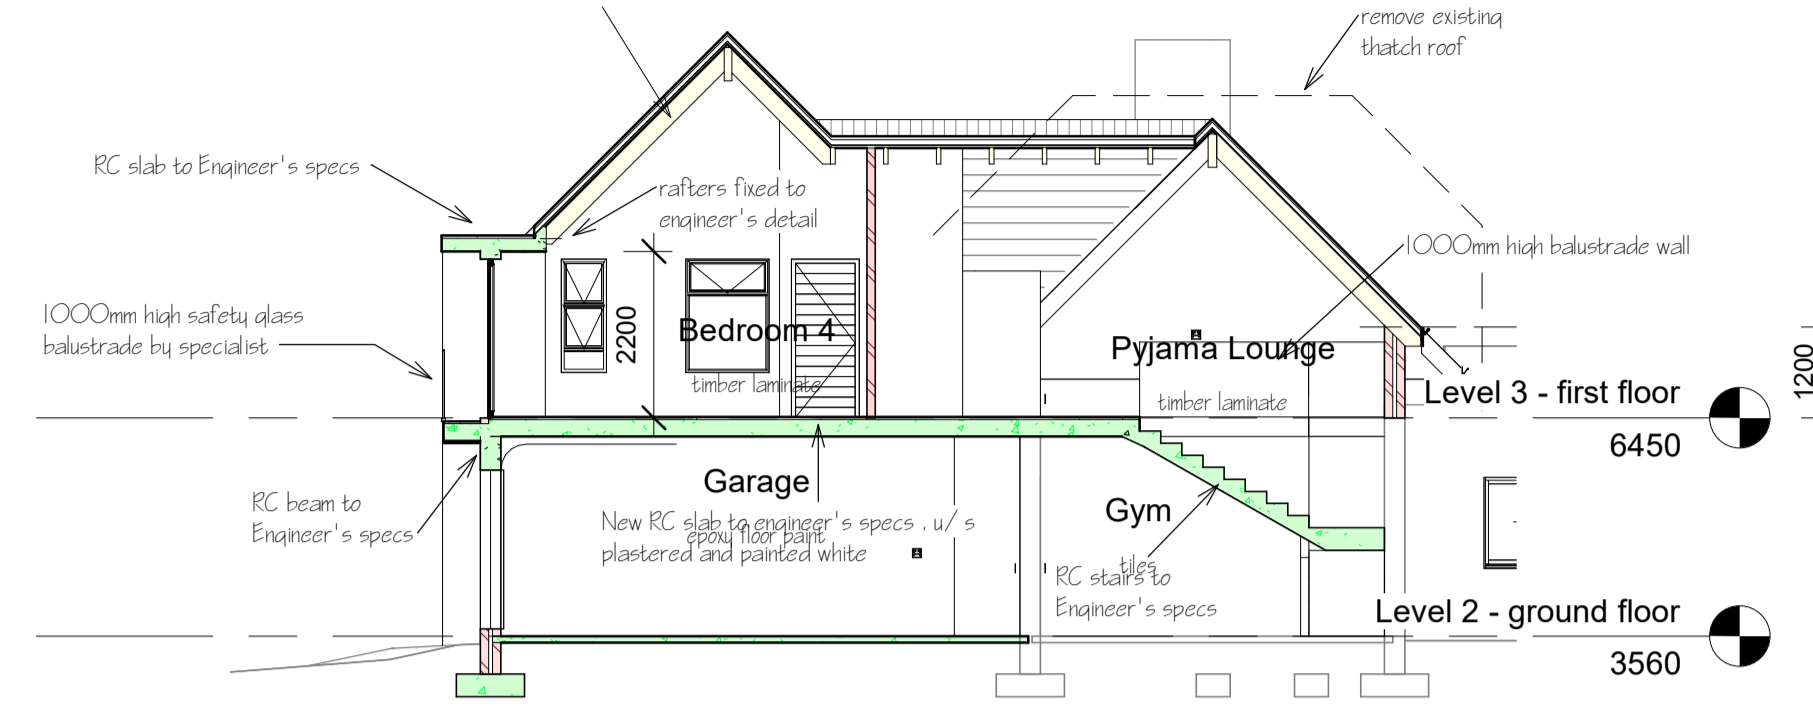 remove existing
thatch roof
RC slab to Engineer's specs
rafters fixed to
engineer's detail
1000mm high balustrade wall
1000mm high safety glass
balustrade by specialist
2200
Bedroom 4
timber laminate
Pyjama Lounge
timber laminate
1200
Level 3 - first floor
6450
Garage
epoxy floor paint
New RC slab to engineer's specs . u/s
plastered and painted white
RC beam to
Engineer's specs
Gym
tiles
RC stairs to
Engineer's specs
Level 2 - ground floor
3560